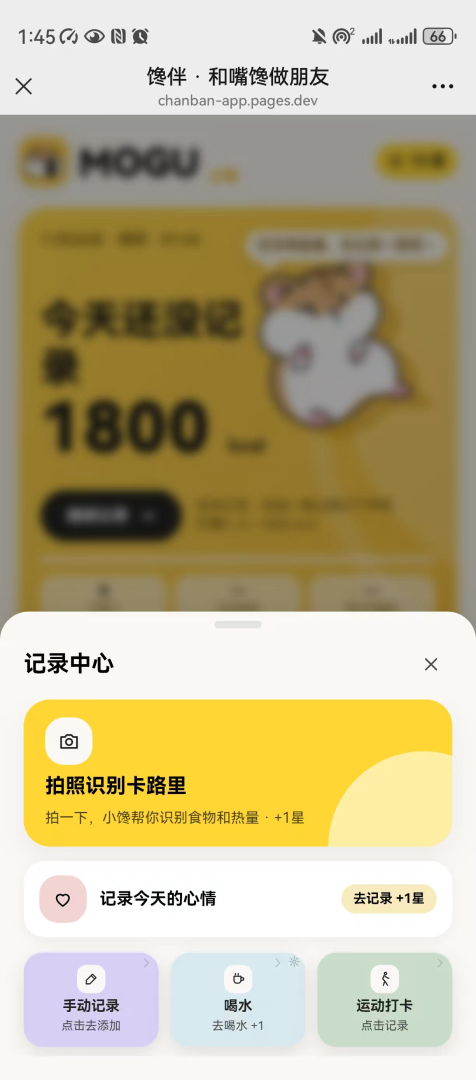 1:45
66
馋伴 · 和嘴馋做朋友
chanban-app.pages.dev
MOGU
今天还没记
录
1800
kcal
记录中心
拍照识别卡路里
拍一下，小馋帮你识别食物和热量 · +1星
记录今天的心情
去记录 +1星
手动记录
点击去添加
喝水
去喝水 +1
运动打卡
点击记录